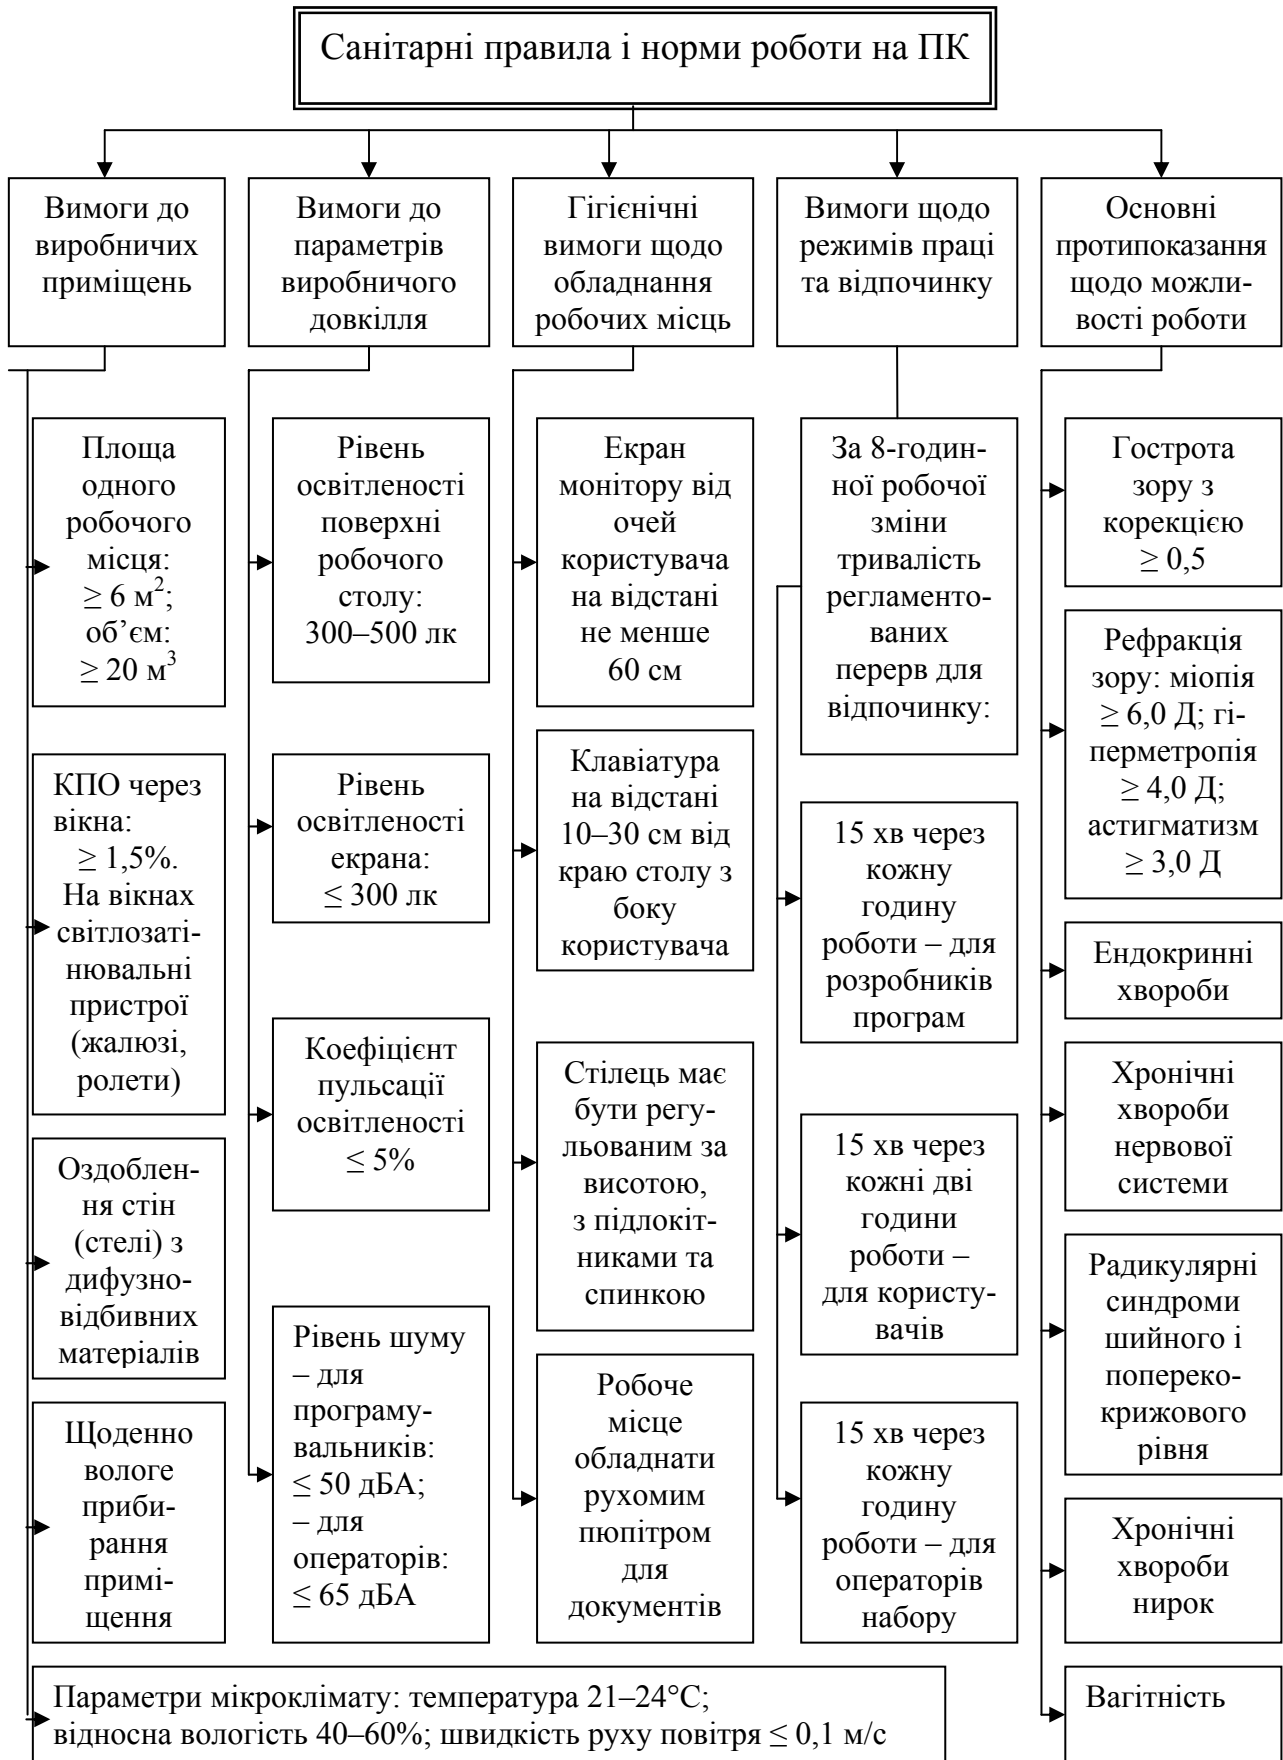 Санітарні правила і норми роботи на ПК
Вимоги до
виробничих
приміщень
Вимоги до
параметрів
виробничого
довкілля
Гігієнічні
вимоги щодо
обладнання
робочих місць
Вимоги щодо
режимів праці
та відпочинку
Основні
протипоказання
щодо можли-
вості роботи
Площа
одного
робочого
місця:
≥ 6 м²;
об’єм:
≥ 20 м³
КПО через
вікна:
≥ 1,5%.
На вікнах
світлозаті-
нювальні
пристрої
(жалюзі,
ролети)
Оздоблен-
ня стін
(стелі) з
дифузно-
відбивних
матеріалів
Щоденно
вологе
приби-
рання
примі-
щення
Параметри мікроклімату: температура 21–24°С;
відносна вологість 40–60%; швидкість руху повітря ≤ 0,1 м/с
Рівень
освітленості
поверхні
робочого
столу:
300–500 лк
Рівень
освітленості
екрана:
≤ 300 лк
Коефіцієнт
пульсації
освітленості
≤ 5%
Рівень шуму
– для
програму-
вальників:
≤ 50 дБА;
– для
операторів:
≤ 65 дБА
Екран
монітору від
очей
користувача
на відстані
не менше
60 см
Клавіатура
на відстані
10–30 см від
краю столу з
боку
користувача
Стілець має
бути регу-
льованим за
висотою,
з підлокіт-
никами та
спинкою
Робоче
місце
обладнати
рухомим
пюпітром
для
документів
За 8-годин-
ної робочої
зміни
тривалість
регламенто-
ваних
перерв для
відпочинку:
15 хв через
кожну
годину
роботи – для
розробників
програм
15 хв через
кожні дві
години
роботи –
для користу-
вачів
15 хв через
кожну
годину
роботи – для
операторів
набору
Гострота
зору з
корекцією
≥ 0,5
Рефракція
зору: міопія
≥ 6,0 Д; гі-
перметропія
≥ 4,0 Д;
астигматизм
≥ 3,0 Д
Ендокринні
хвороби
Хронічні
хвороби
нервової
системи
Радикулярні
синдроми
шийного і
попереко-
крижового
рівня
Хронічні
хвороби
нирок
Вагітність